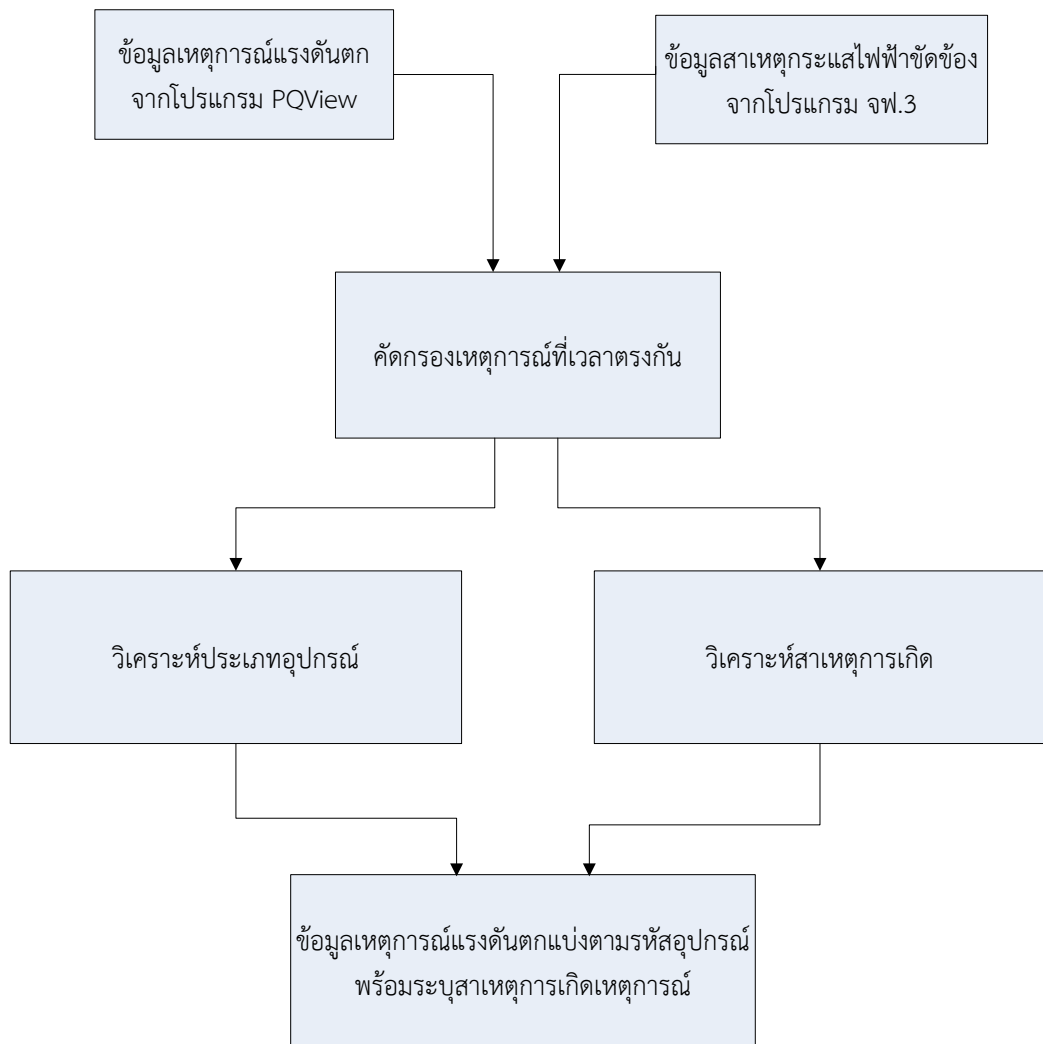 ข้อมูลเหตุการณ์แรงดันตก
จากโปรแกรม PQView
ข้อมูลสาเหตุกระแสไฟฟ้าขัดข้อง
จากโปรแกรม จฟ.3
คัดกรองเหตุการณ์ที่เวลาตรงกัน
วิเคราะห์ประเภทอุปกรณ์
วิเคราะห์สาเหตุการเกิด
ข้อมูลเหตุการณ์แรงดันตกแบ่งตามรหัสอุปกรณ์
พร้อมระบุสาเหตุการเกิดเหตุการณ์